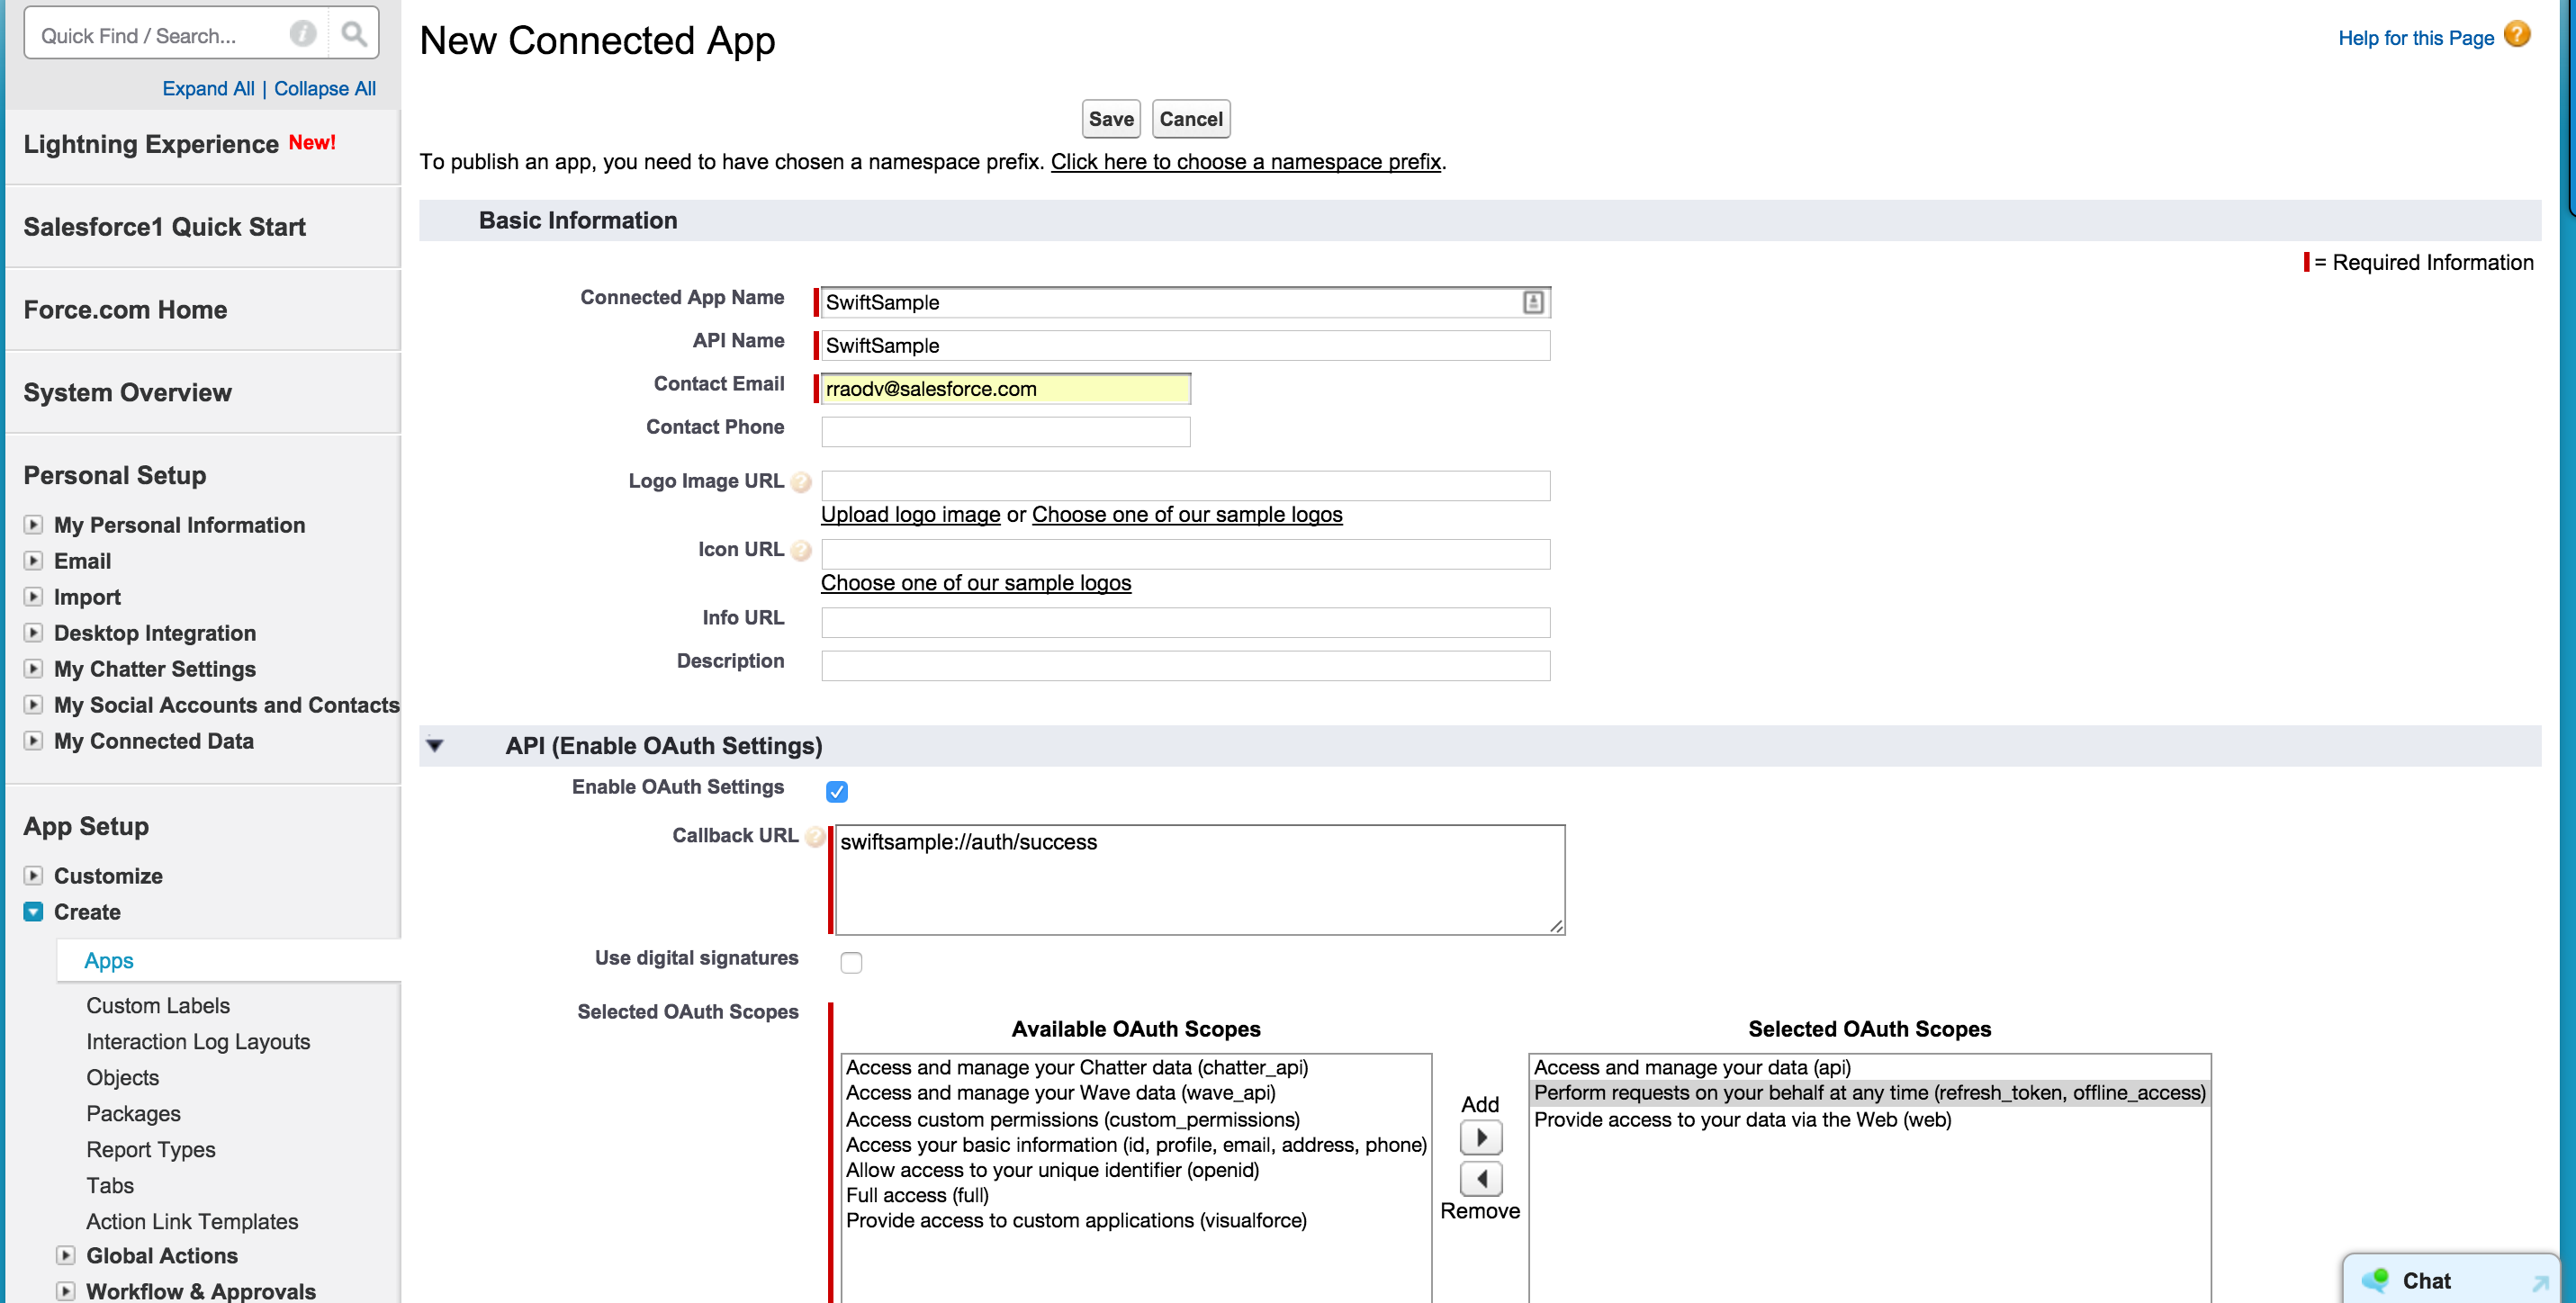 Quick Find / Search...
Expand All | Collapse All
Lightning Experience New!
Salesforce1 Quick Start
Force.com Home
System Overview
Personal Setup
My Personal Information
Email
Import
Desktop Integration
My Chatter Settings
My Social Accounts and Contacts
My Connected Data
App Setup
Customize
Create
Apps
Custom Labels
Interaction Log Layouts
Objects
Packages
Report Types
Tabs
Action Link Templates
Global Actions
Workflow & Approvals
New Connected App
Help for this Page ?
Save Cancel
To publish an app, you need to have chosen a namespace prefix. Click here to choose a namespace prefix.
Basic Information
= Required Information
Connected App Name SwiftSample
API Name SwiftSample
Contact Email rraodv@salesforce.com
Contact Phone
Logo Image URL ?
Upload logo image or Choose one of our sample logos
Icon URL ?
Choose one of our sample logos
Info URL
Description
API (Enable OAuth Settings)
Enable OAuth Settings
Callback URL ? swiftsample://auth/success
Use digital signatures
Selected OAuth Scopes
Available OAuth Scopes
Access and manage your Chatter data (chatter_api)
Access and manage your Wave data (wave_api)
Access custom permissions (custom_permissions)
Access your basic information (id, profile, email, address, phone)
Allow access to your unique identifier (openid)
Full access (full)
Provide access to custom applications (visualforce)
Add
Remove
Selected OAuth Scopes
Access and manage your data (api)
Perform requests on your behalf at any time (refresh_token, offline_access)
Provide access to your data via the Web (web)
Chat